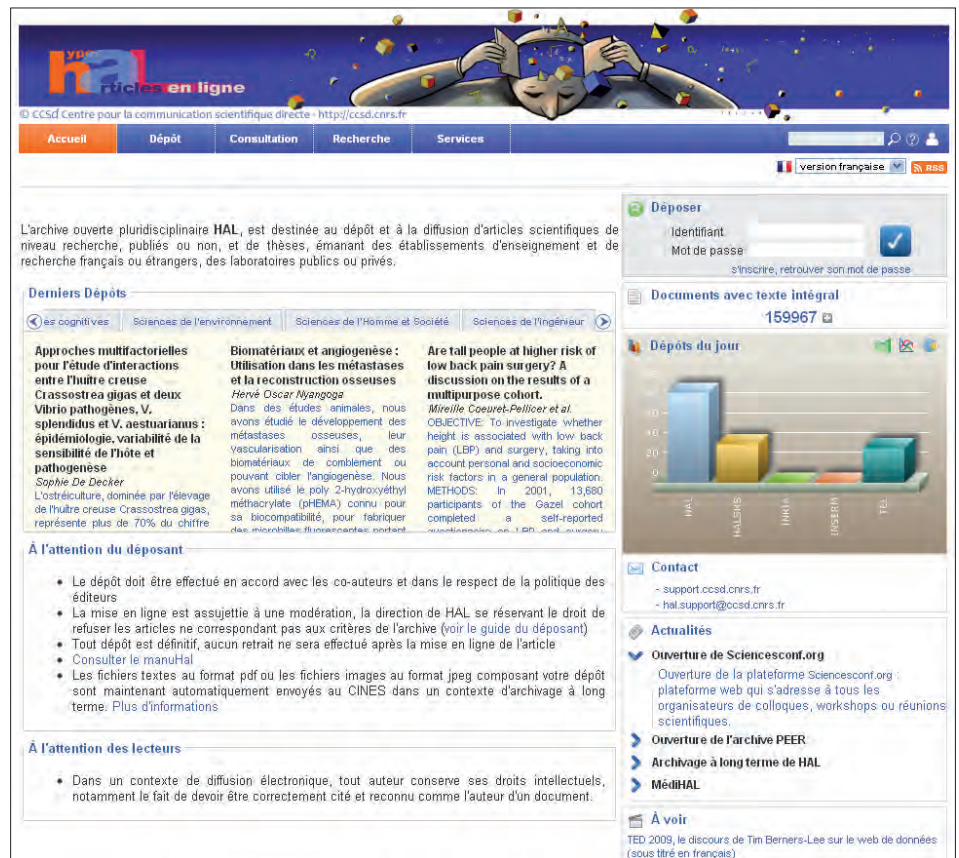 hyper
articles en ligne
© CCSd Centre pour la communication scientifique directe - http://ccsd.cnrs.fr
Accueil Dépôt Consultation Recherche Services
version française RSS
L'archive ouverte pluridisciplinaire HAL, est destinée au dépôt et à la diffusion d'articles scientifiques de
niveau recherche, publiés ou non, et de thèses, émanant des établissements d'enseignement et de
recherche français ou étrangers, des laboratoires publics ou privés.
Derniers Dépôts
es cognitives Sciences de l'environnement Sciences de l'Homme et Société Sciences de l'ingénieur
Approches multifactorielles
pour l'étude d'interactions
entre l'huître creuse
Crassostrea gigas et deux
Vibrio pathogènes, V.
splendidus et V. aestuarianus :
épidémiologie, variabilité de la
sensibilité de l'hôte et
pathogenèse
Sophie De Decker
L'ostréiculture, dominée par l'élevage
de l'huître creuse Crassostrea gigas,
représente plus de 70% du chiffre
Biomatériaux et angiogenèse :
Utilisation dans les métastases
et la reconstruction osseuses
Hervé Oscar Nyangoga
Dans des études animales, nous
avons étudié le développement des
métastases osseuses, leur
vascularisation ainsi que des
biomatériaux de comblement ou
pouvant cibler l'angiogenèse. Nous
avons utilisé le poly 2-hydroxyéthyl
méthacrylate (pHEMA) connu pour
sa biocompatibilité, pour fabriquer
des microbilles fluorescentes portant
Are tall people at higher risk of
low back pain surgery? A
discussion on the results of a
multipurpose cohort.
Mireille Coeuret-Pellicer et al.
OBJECTIVE: To investigate whether
height is associated with low back
pain (LBP) and surgery, taking into
account personal and socioeconomic
risk factors in a general population.
METHODS: In 2001, 13,680
participants of the Gazel cohort
completed a self-reported
questionnaire on LBP and surgery
À l'attention du déposant
• Le dépôt doit être effectué en accord avec les co-auteurs et dans le respect de la politique des
éditeurs
• La mise en ligne est assujettie à une modération, la direction de HAL se réservant le droit de
refuser les articles ne correspondant pas aux critères de l'archive (voir le guide du déposant)
• Tout dépôt est définitif, aucun retrait ne sera effectué après la mise en ligne de l'article
• Consulter le manuHal
• Les fichiers textes au format pdf ou les fichiers images au format jpeg composant votre dépôt
sont maintenant automatiquement envoyés au CINES dans un contexte d'archivage à long
terme. Plus d'informations
À l'attention des lecteurs
• Dans un contexte de diffusion électronique, tout auteur conserve ses droits intellectuels,
notamment le fait de devoir être correctement cité et reconnu comme l'auteur d'un document.
Déposer
Identifiant
Mot de passe
s'inscrire, retrouver son mot de passe
Documents avec texte intégral
159967
Dépôts du jour
40
20
0
HAL
HALSHS
INRIA
INSERM
TEL
Contact
- support.ccsd.cnrs.fr
- hal.support@ccsd.cnrs.fr
Actualités
Ouverture de Sciencesconf.org
Ouverture de la plateforme Sciencesconf.org :
plateforme web qui s'adresse à tous les
organisateurs de colloques, workshops ou réunions
scientifiques.
Ouverture de l'archive PEER
Archivage à long terme de HAL
MédiHAL
À voir
TED 2009, le discours de Tim Berners-Lee sur le web de données
(sous titré en français)